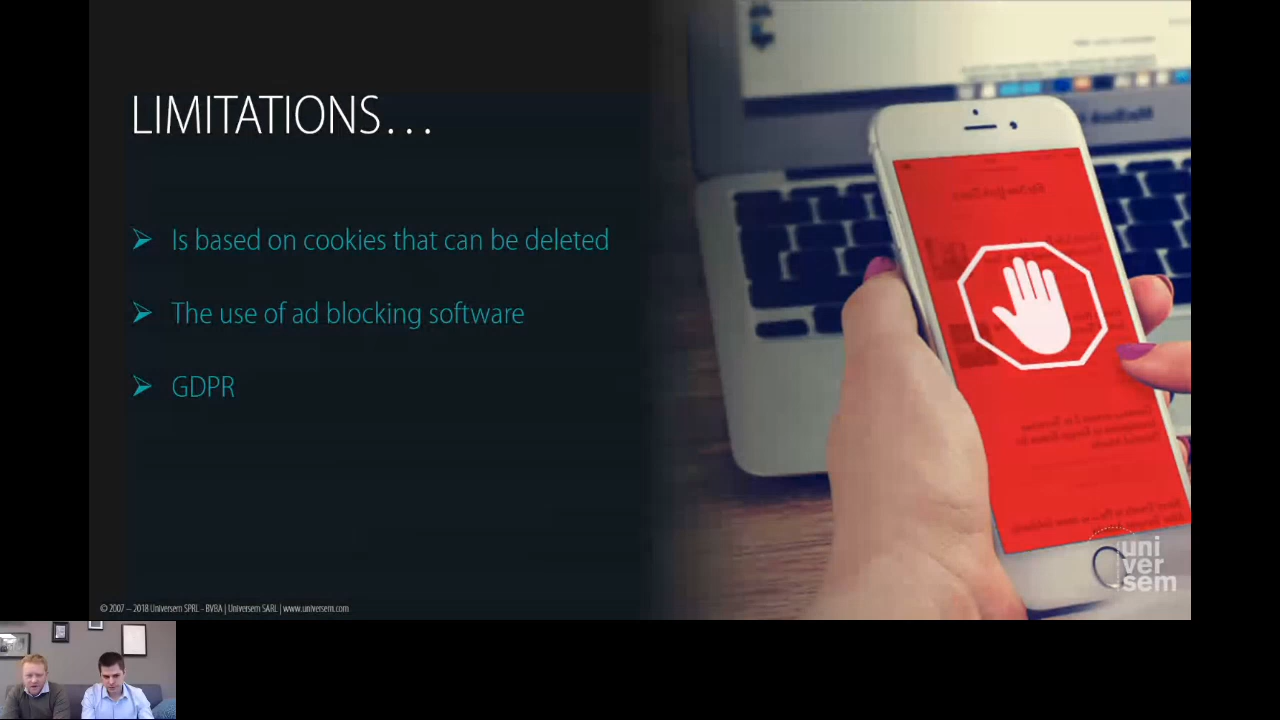 LIMITATIONS…
➢ Is based on cookies that can be deleted
➢ The use of ad blocking software
➢ GDPR
uni
ver
sem
© 2007 – 2018 Universem SPRL - BVBA | Universem SARL | www.universem.com